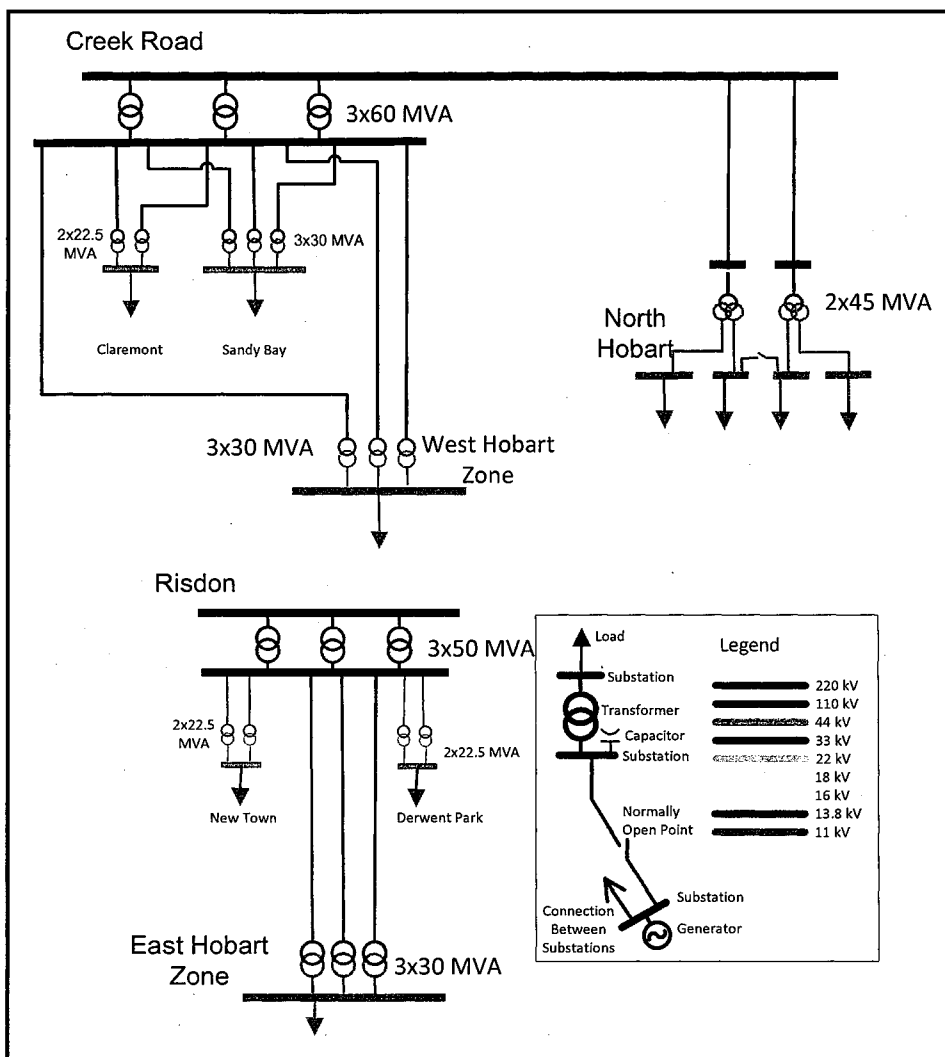 Creek Road
3x60 MVA
2x22.5
MVA
3x30 MVA
Claremont
Sandy Bay
North
Hobart
2x45 MVA
3x30 MVA
West Hobart
Zone
Risdon
3x50 MVA
2x22.5
MVA
2x22.5 MVA
New Town
Derwent Park
East Hobart
Zone
3x30 MVA
Legend
Load
Substation
Transformer
Capacitor
Substation
Normally
Open Point
Substation
Connection
Between
Substations
Generator
220 kV
110 kV
44 kV
33 kV
22 kV
18 kV
16 kV
13.8 kV
11 kV